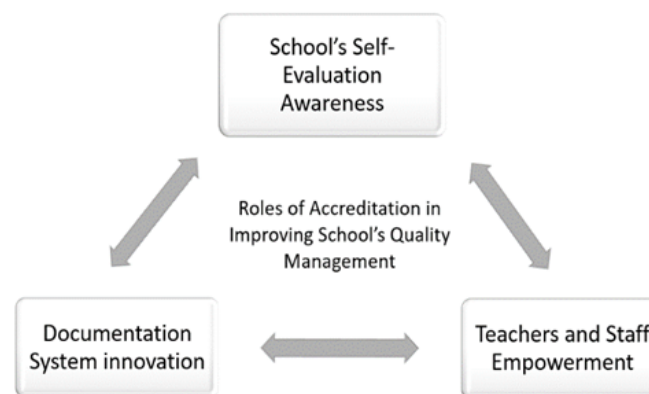 School’s Self-
Evaluation
Awareness
Roles of Accreditation in
Improving School’s Quality
Management
Documentation
System innovation
Teachers and Staff
Empowerment